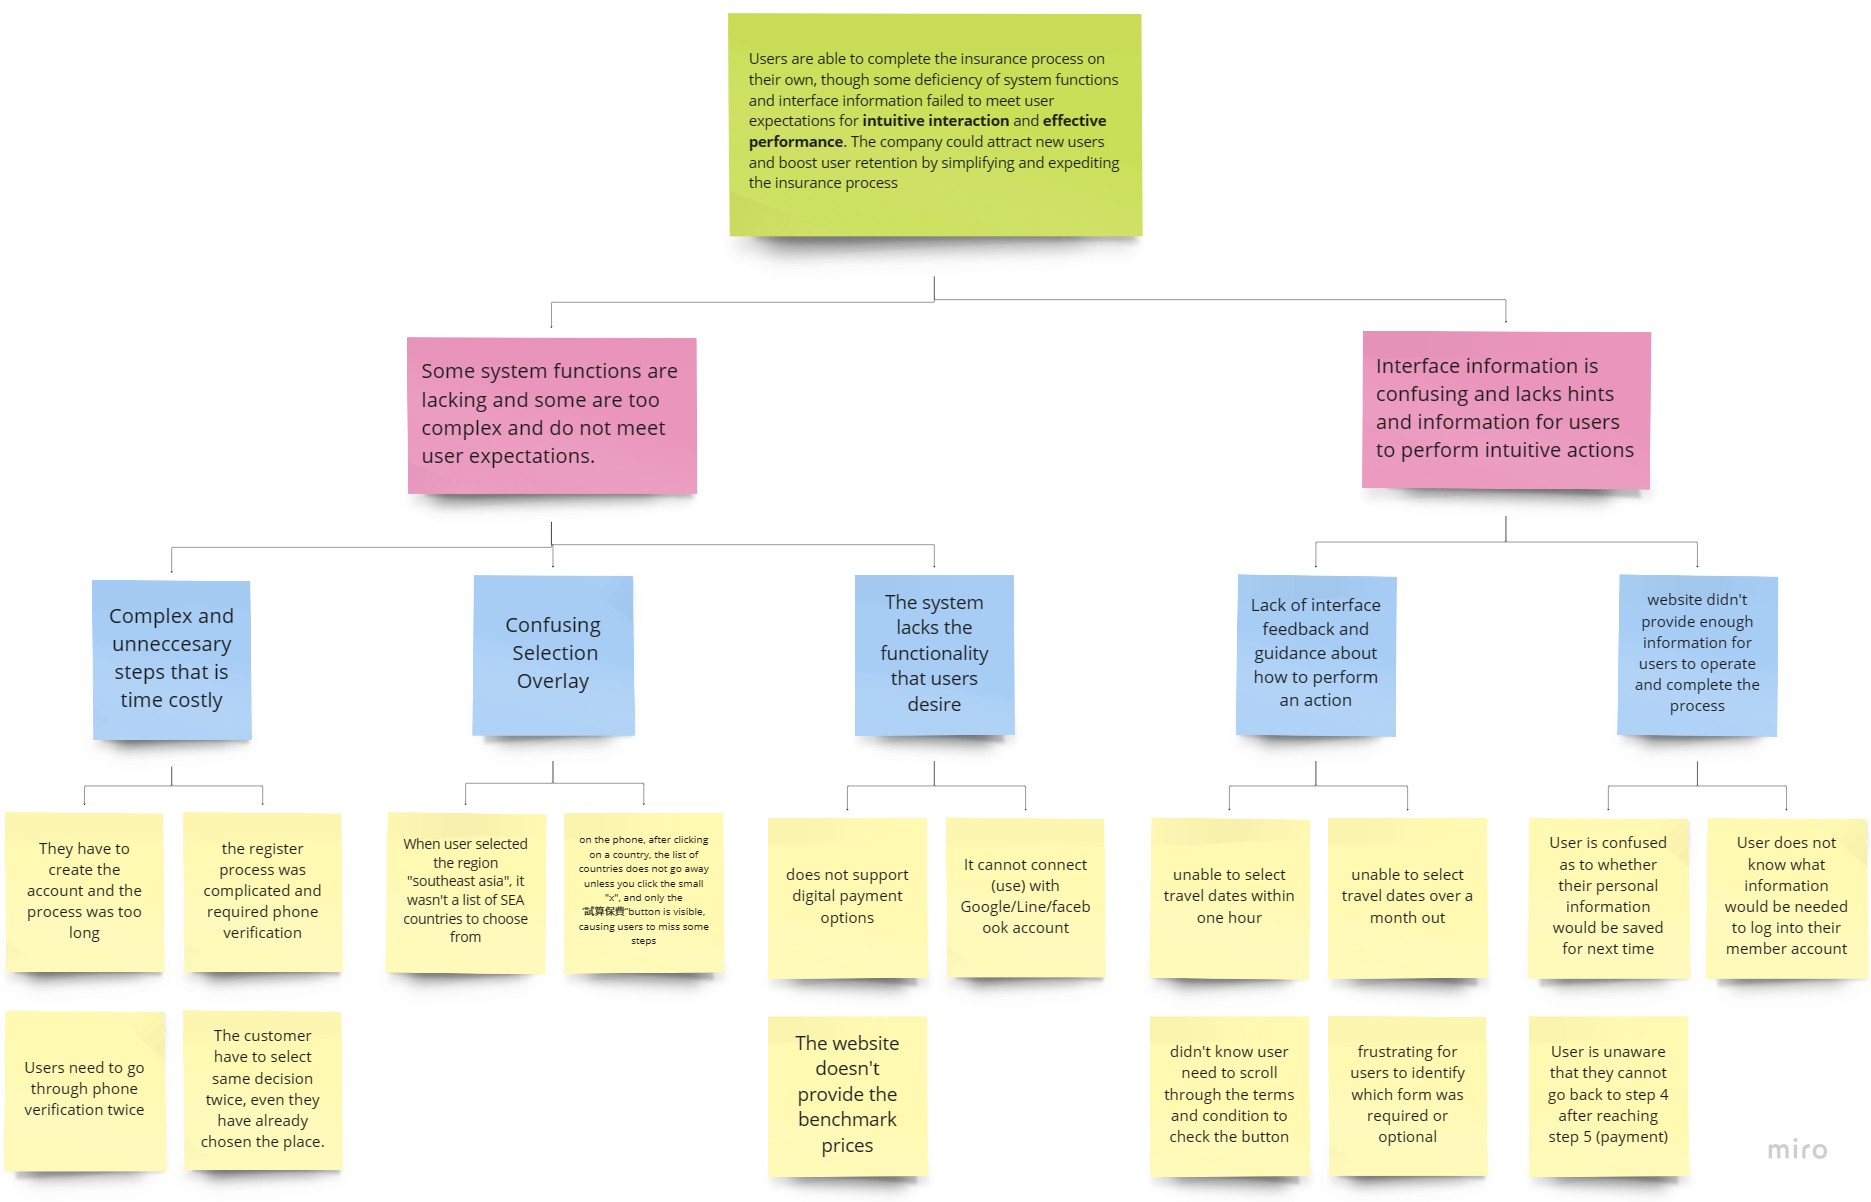 Users are able to complete the insurance process on
their own, though some deficiency of system functions
and interface information failed to meet user
expectations for intuitive interaction and effective
performance. The company could attract new users
and boost user retention by simplifying and expediting
the insurance process
Some system functions are
lacking and some are too
complex and do not meet
user expectations.
Interface information is
confusing and lacks hints
and information for users
to perform intuitive actions
Complex and
unneccesary
steps that is
time costly
Confusing
Selection
Overlay
The system
lacks the
functionality
that users
desire
Lack of interface
feedback and
guidance about
how to perform
an action
website didn't
provide enough
information for
users to operate
and complete the
process
They have to
create the
account and the
process was too
long
the register
process was
complicated and
required phone
verification
When user selected
the region
"southeast asia", it
wasn't a list of SEA
countries to choose
from
on the phone, after clicking
on a country, the list of
countries does not go away
unless you click the small
"x", and only the
"試算保費"button is visible,
causing users to miss some
steps
does not support
digital payment
options
It cannot connect
(use) with
Google/Line/faceb
ook account
unable to select
travel dates within
one hour
unable to select
travel dates over a
month out
User is confused
as to whether
their personal
information
would be saved
for next time
User does not
know what
information
would be needed
to log into their
member account
Users need to go
through phone
verification twice
The customer
have to select
same decision
twice, even they
have already
chosen the place.
The website
doesn't
provide the
benchmark
prices
didn't know user
need to scroll
through the terms
and condition to
check the button
frustrating for
users to identify
which form was
required or
optional
User is unaware
that they cannot
go back to step 4
after reaching
step 5 (payment)
miro